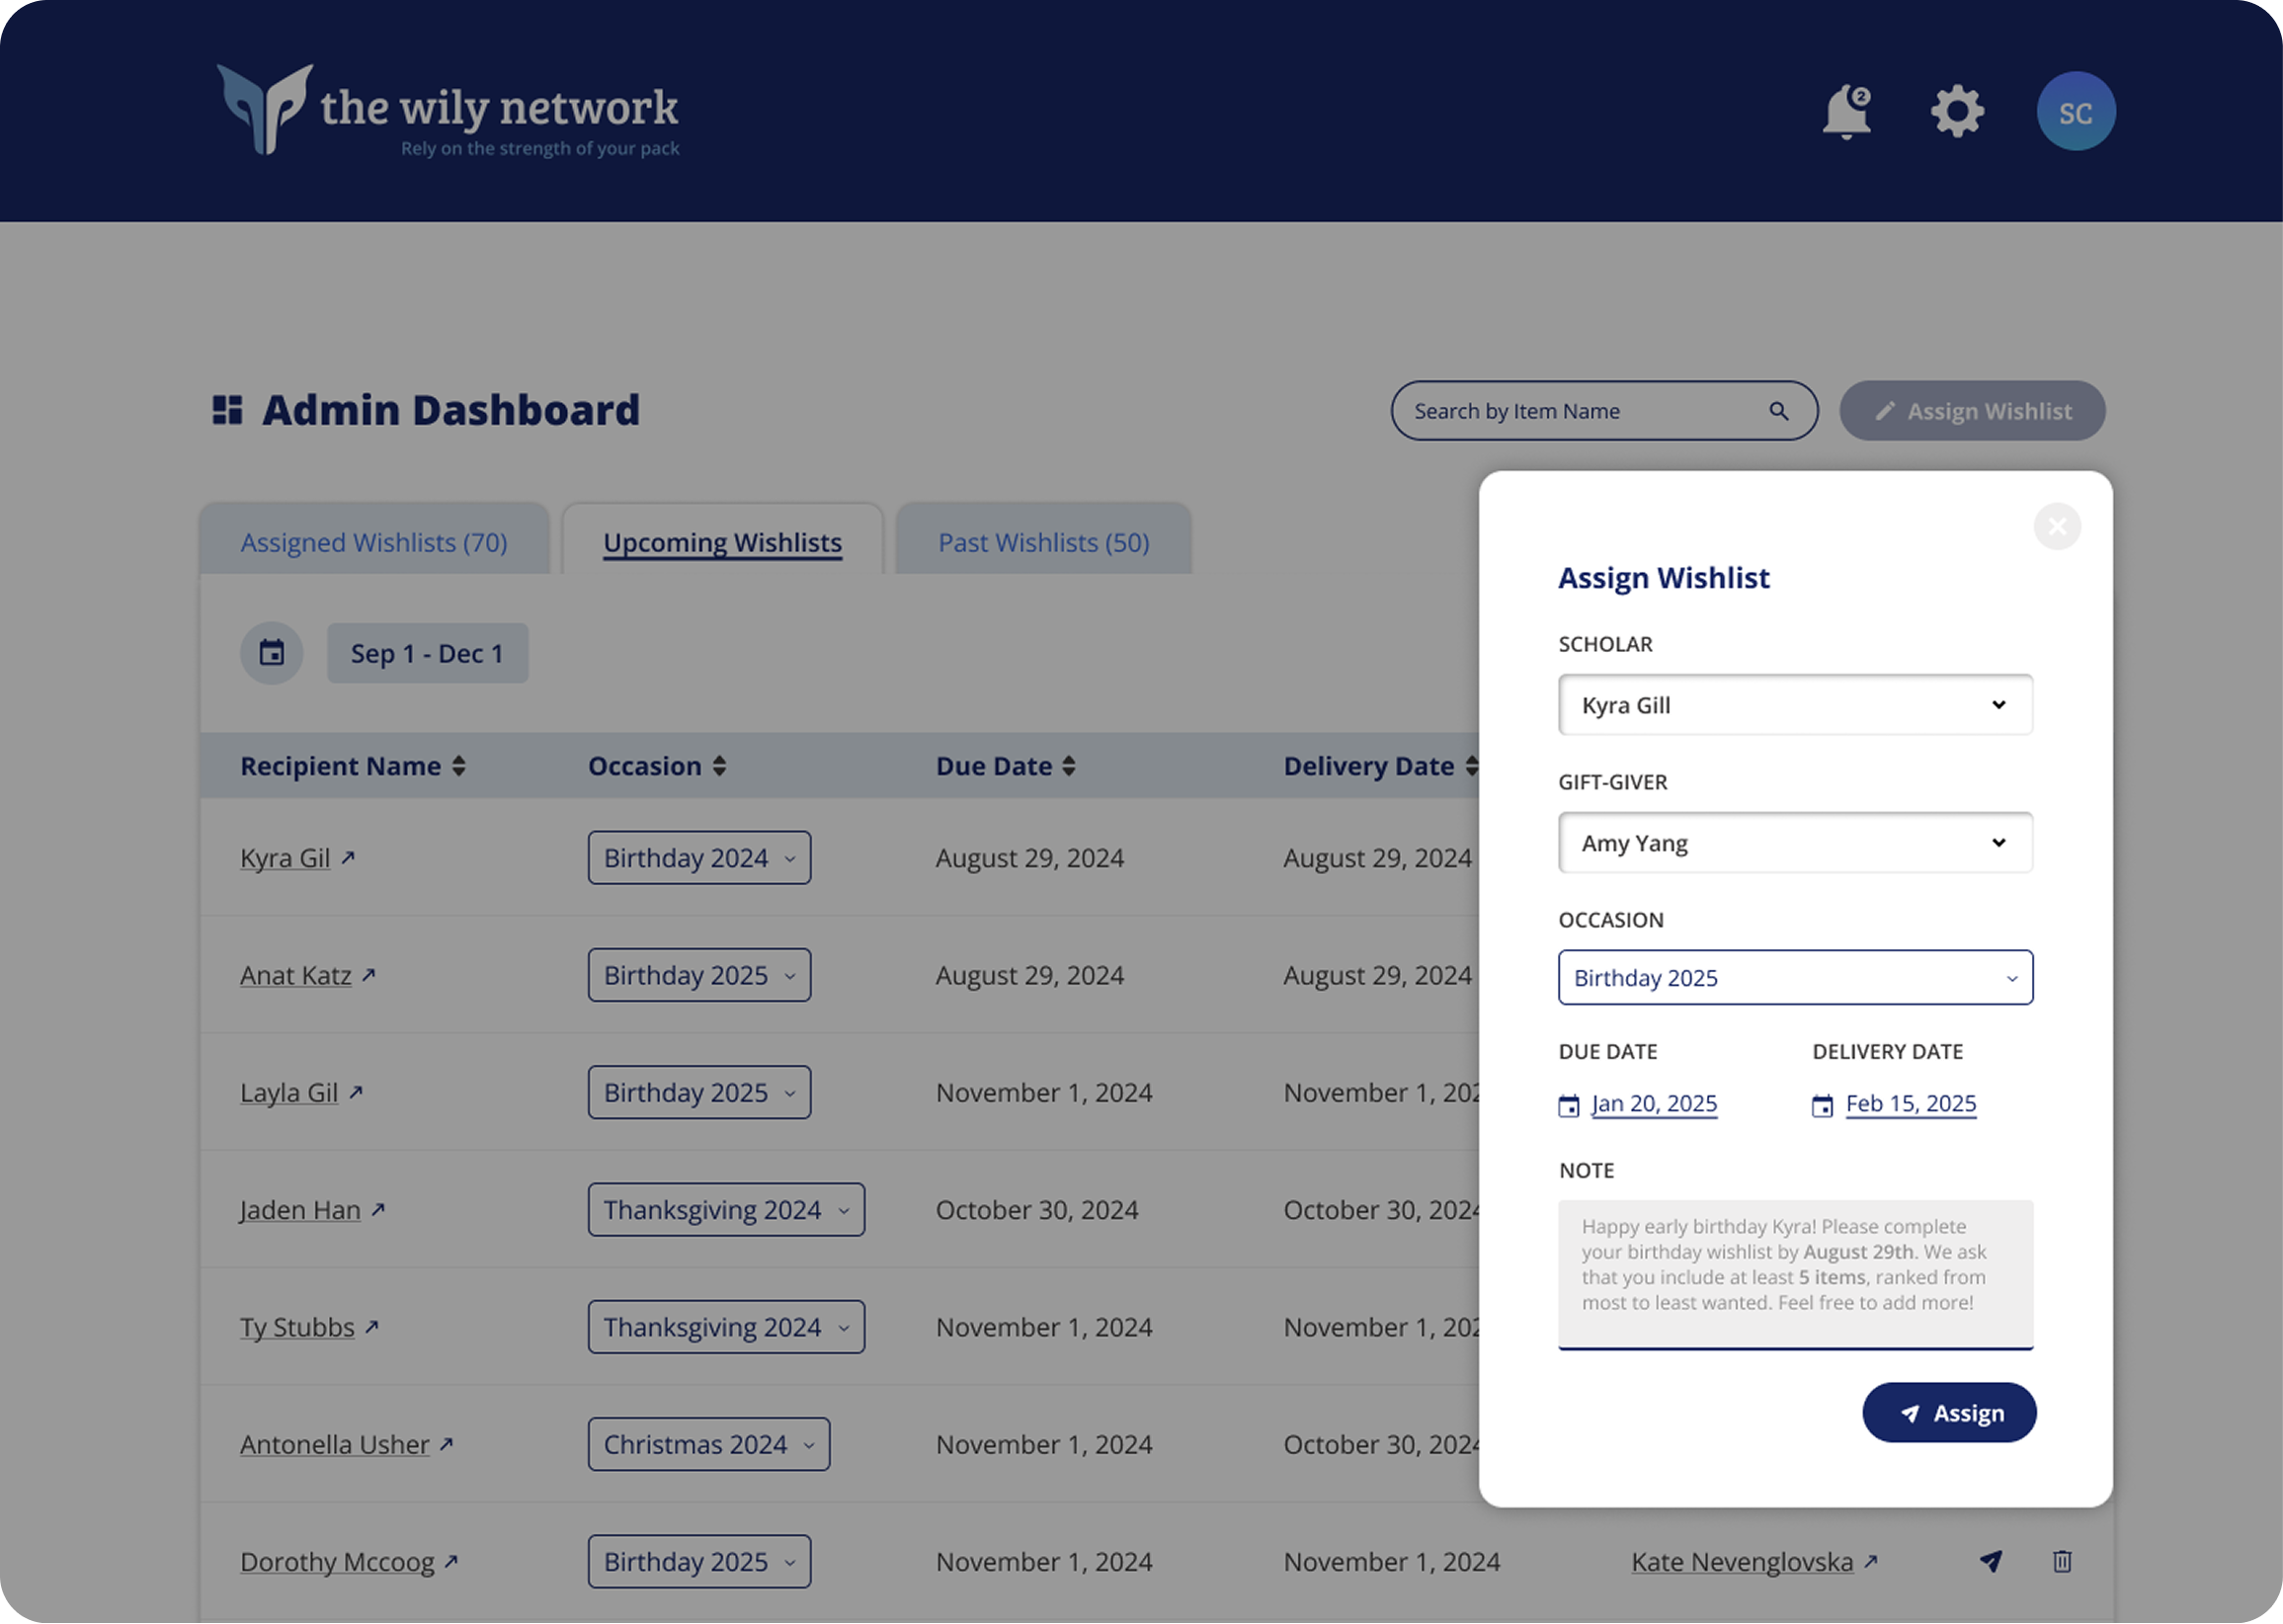 the wily network
Rely on the strength of your pack
2
SC
Admin Dashboard
Search by Item Name
Assign Wishlist
Assigned Wishlists (70)
Upcoming Wishlists
Past Wishlists (50)
Sep 1 - Dec 1
Recipient Name Occasion Due Date Delivery Date
Kyra Gil Birthday 2024 August 29, 2024 August 29, 2024
Anat Katz Birthday 2025 August 29, 2024 August 29, 2024
Layla Gil Birthday 2025 November 1, 2024 November 1, 202
Jaden Han Thanksgiving 2024 October 30, 2024 October 30, 2024
Ty Stubbs Thanksgiving 2024 November 1, 2024 November 1, 202
Antonella Usher Christmas 2024 November 1, 2024 October 30, 2024
Dorothy Mccoog Birthday 2025 November 1, 2024 November 1, 2024 Kate Nevenglovska
Assign Wishlist
SCHOLAR
Kyra Gill
GIFT-GIVER
Amy Yang
OCCASION
Birthday 2025
DUE DATE DELIVERY DATE
Jan 20, 2025 Feb 15, 2025
NOTE
Happy early birthday Kyra! Please complete
your birthday wishlist by August 29th. We ask
that you include at least 5 items, ranked from
most to least wanted. Feel free to add more!
Assign